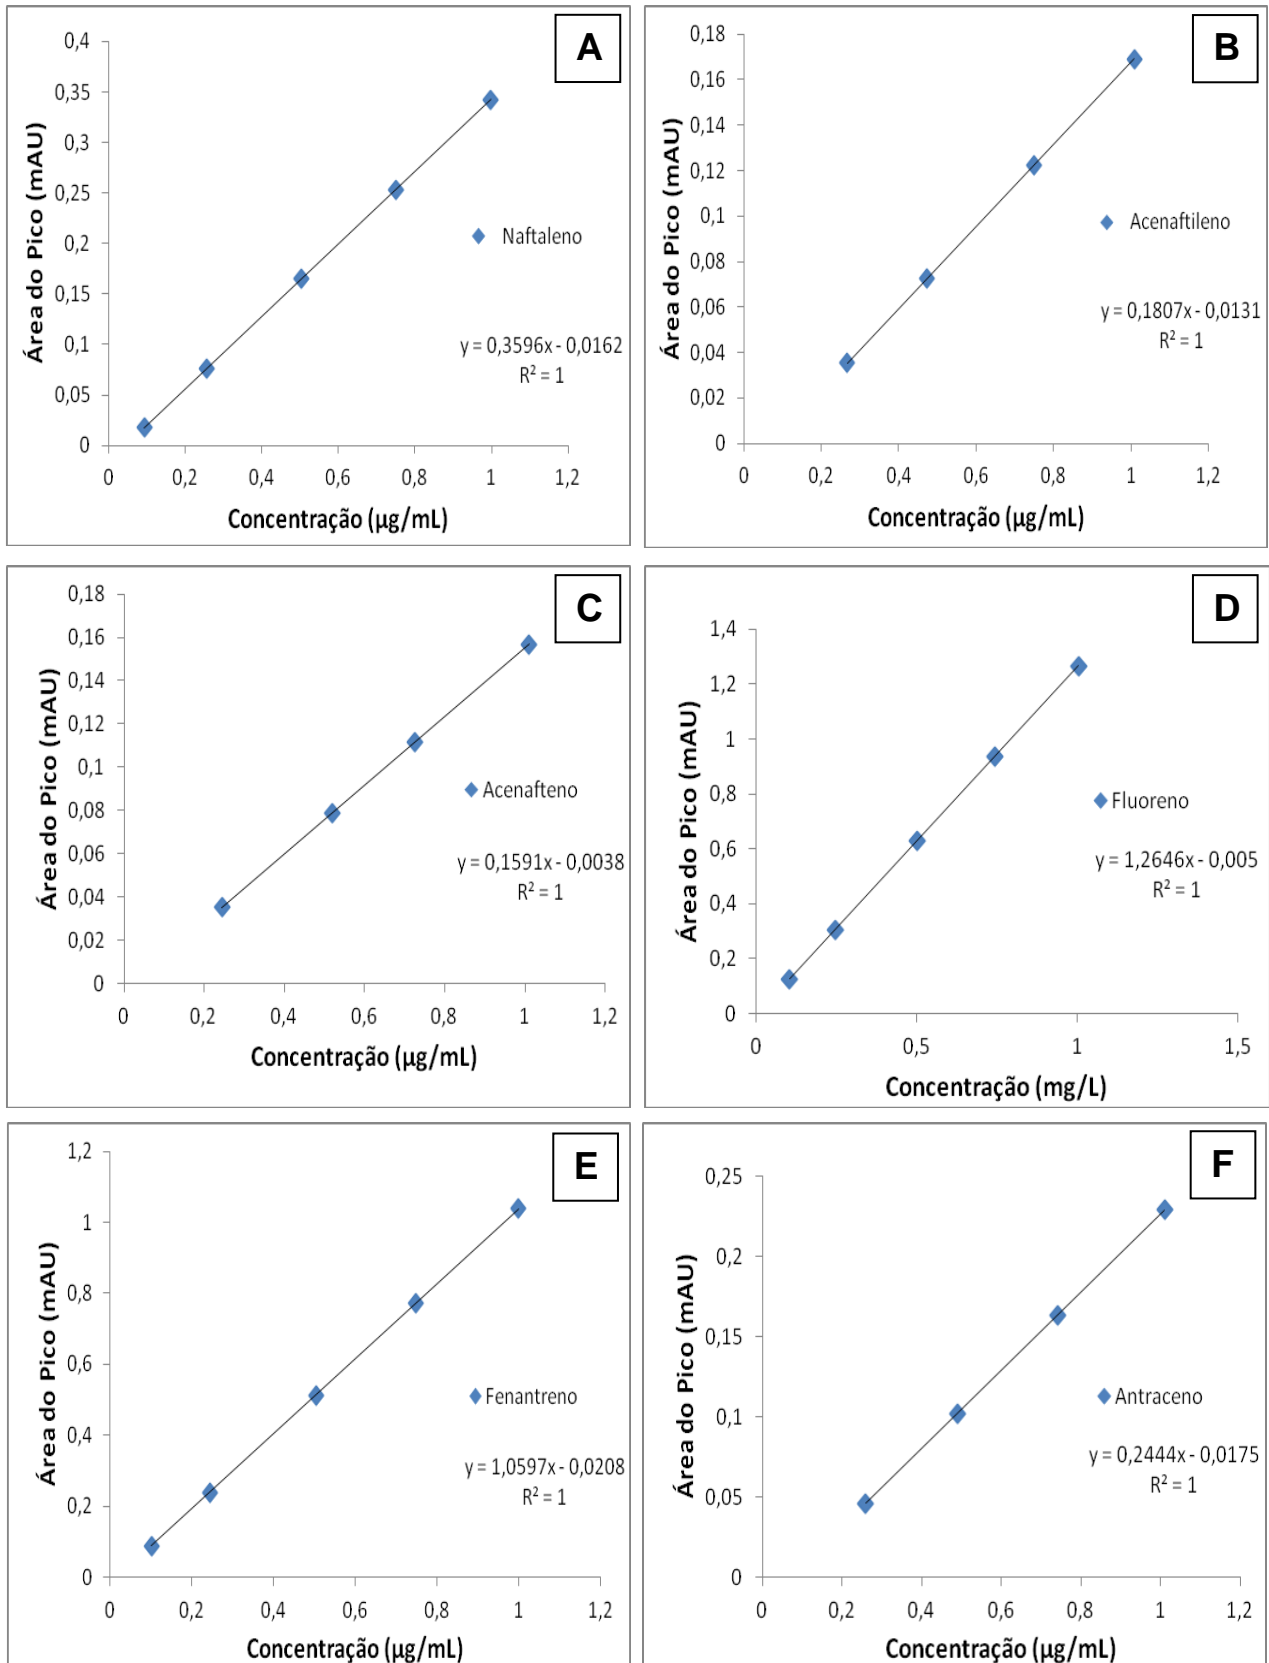 A
Área do Pico (mAU)
0,4
0,35
0,3
0,25
0,2
0,15
0,1
0,05
0
Naftaleno
y = 0,3596x - 0,0162
R² = 1
0 0,2 0,4 0,6 0,8 1 1,2
Concentração (µg/mL)
B
Área do Pico (mAU)
0,18
0,16
0,14
0,12
0,1
0,08
0,06
0,04
0,02
0
Acenaftileno
y = 0,1807x - 0,0131
R² = 1
0 0,2 0,4 0,6 0,8 1 1,2
Concentração (µg/mL)
C
Área do Pico (mAU)
0,18
0,16
0,14
0,12
0,1
0,08
0,06
0,04
0,02
0
Acenafteno
y = 0,1591x - 0,0038
R² = 1
0 0,2 0,4 0,6 0,8 1 1,2
Concentração (µg/mL)
D
Área do Pico (mAU)
1,4
1,2
1
0,8
0,6
0,4
0,2
0
Fluoreno
y = 1,2646x - 0,005
R² = 1
0 0,5 1 1,5
Concentração (mg/L)
E
Área do Pico (mAU)
1,2
1
0,8
0,6
0,4
0,2
0
Fenantreno
y = 1,0597x - 0,0208
R² = 1
0 0,2 0,4 0,6 0,8 1 1,2
Concentração (µg/mL)
F
Área do Pico (mAU)
0,25
0,2
0,15
0,1
0,05
0
Antraceno
y = 0,2444x - 0,0175
R² = 1
0 0,2 0,4 0,6 0,8 1 1,2
Concentração (µg/mL)